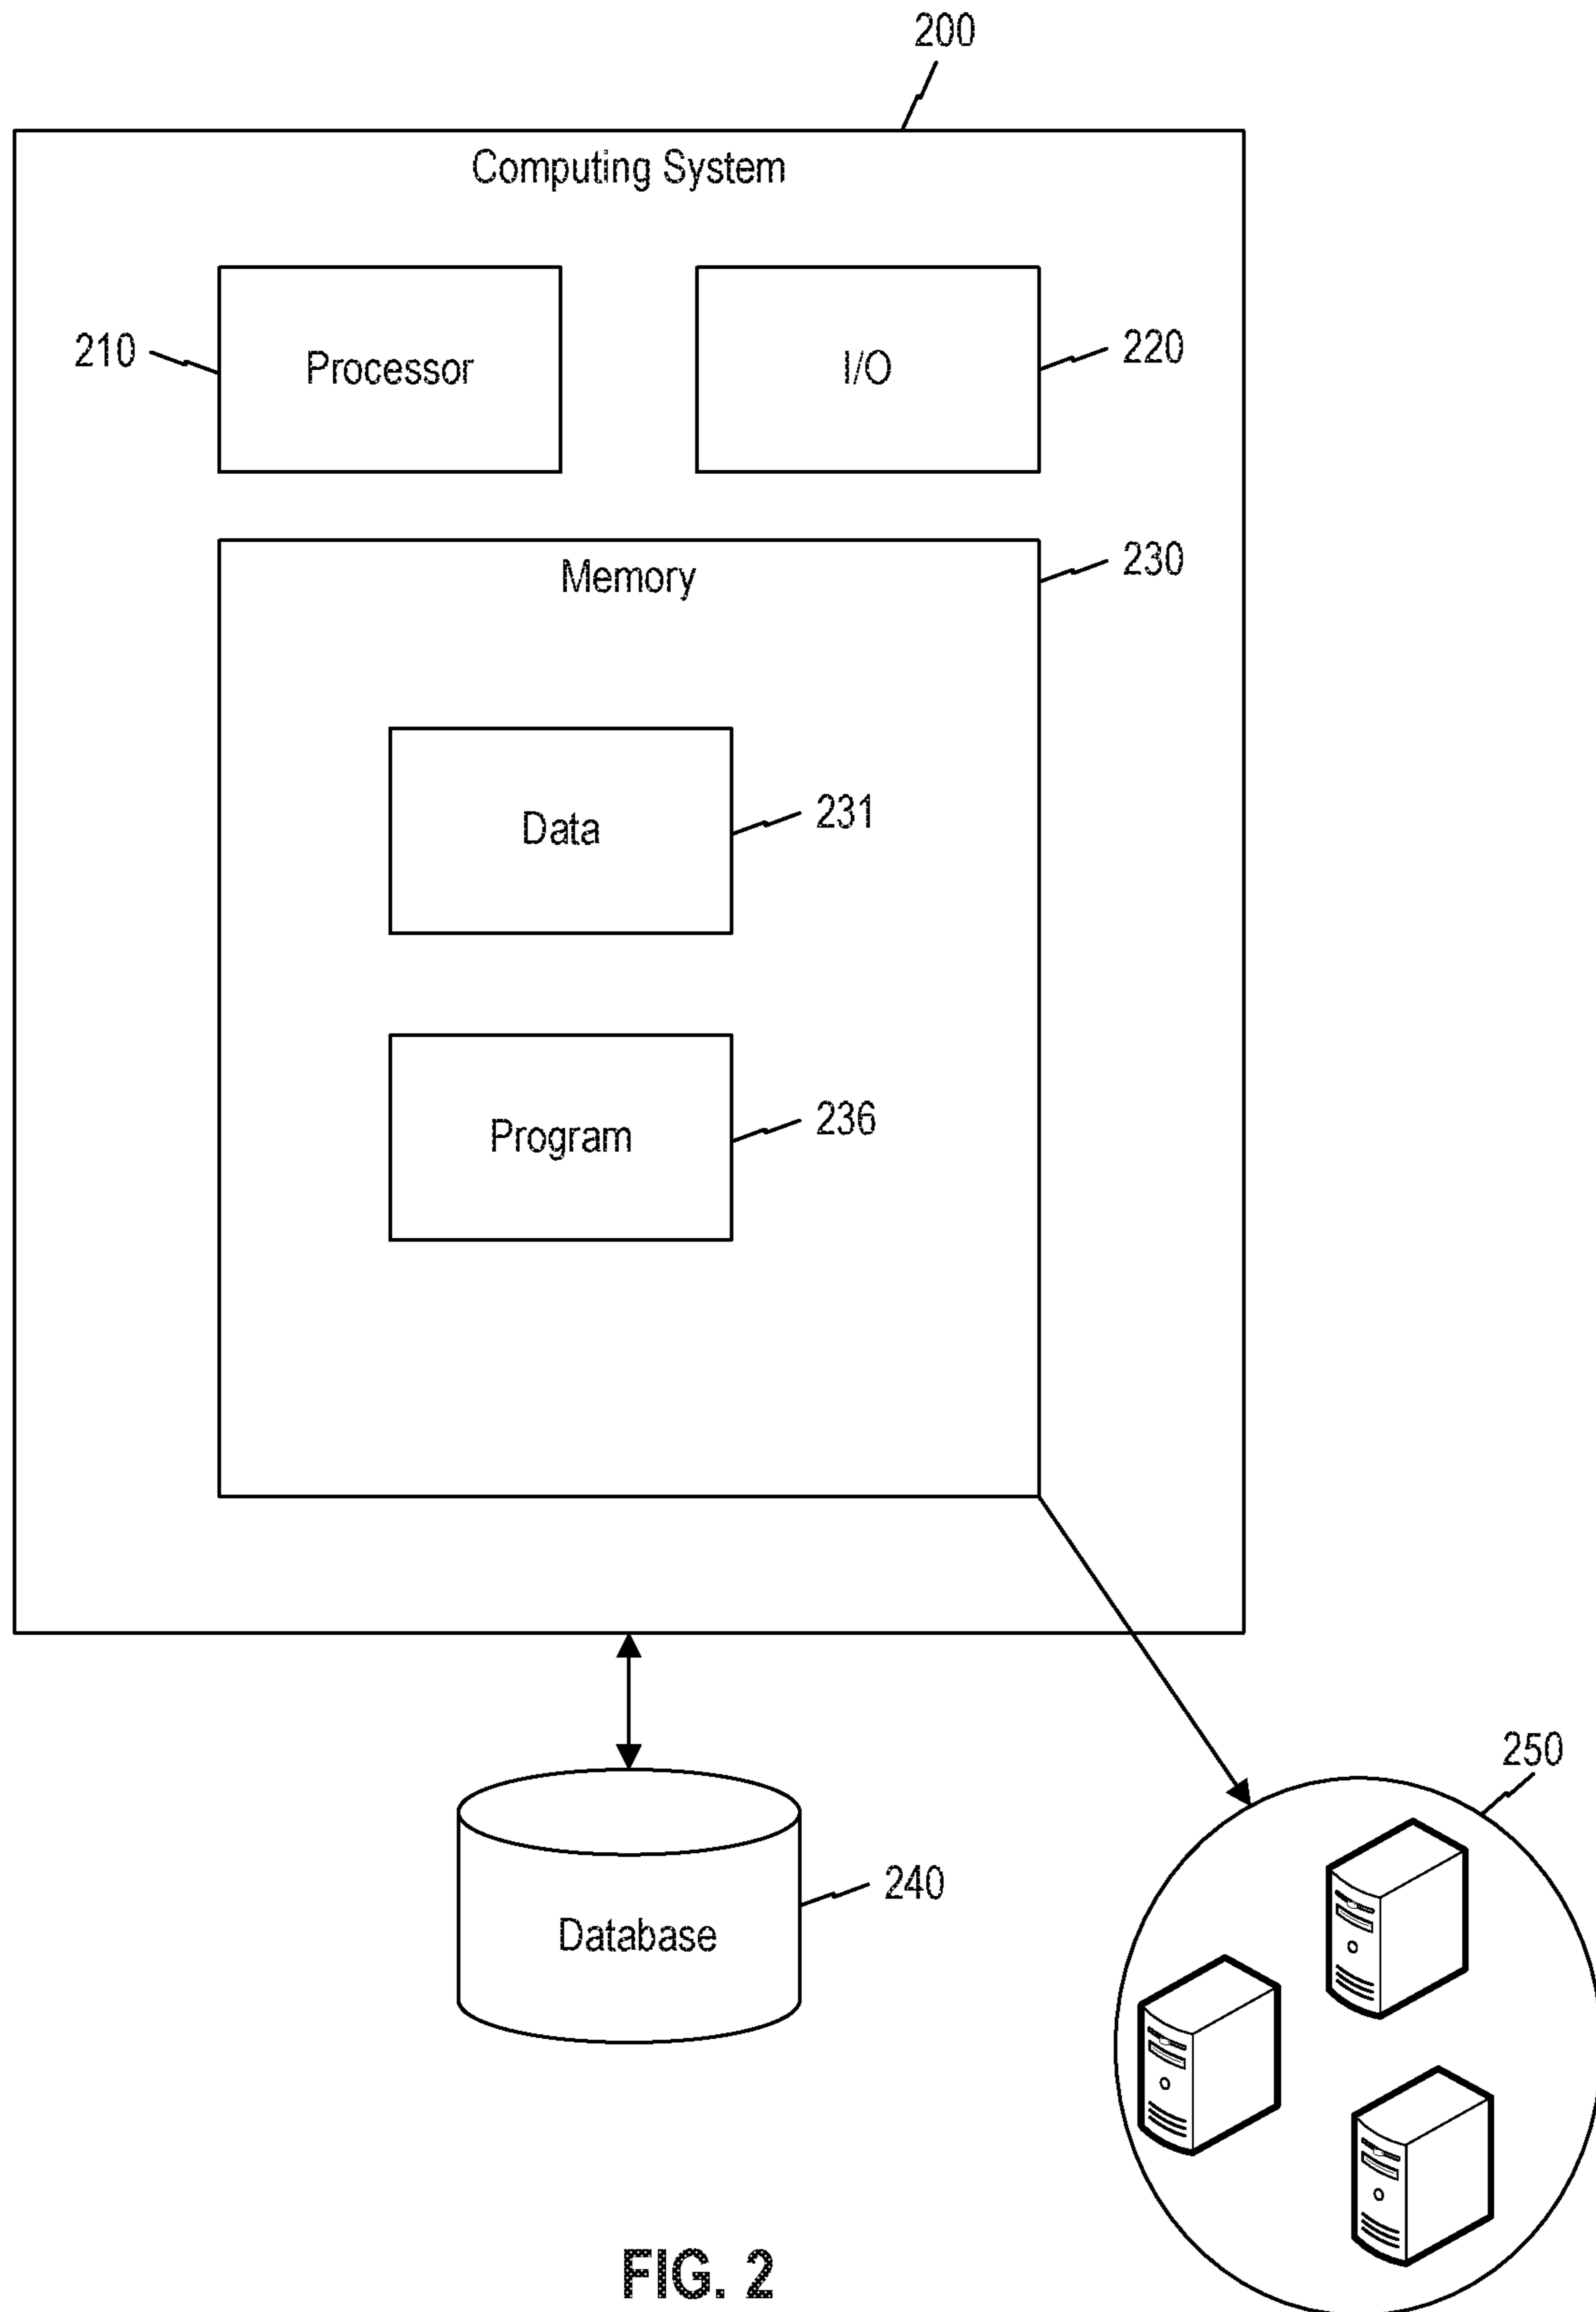 200
Computing System
210
Processor
I/O
220
Memory
230
Data
231
Program
236
250
Database
240
FIG. 2